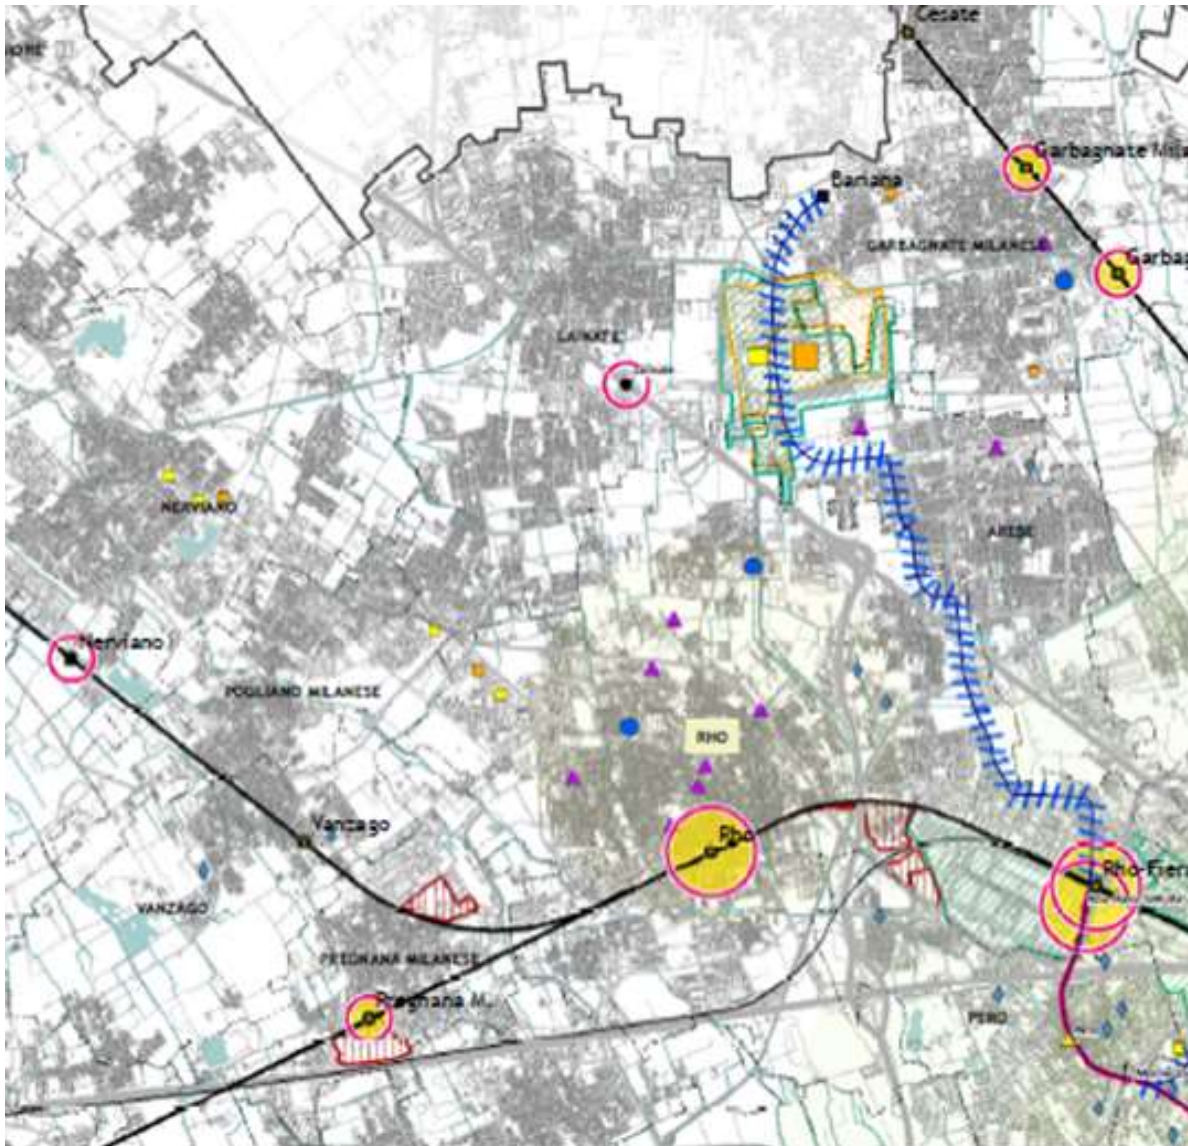 Cesate
Garbagnate Mila
Bariana
GARBAGNATE MILANESE
Garbag
LAINATE
NERVIANO
ARESE
Nerviano
POGLIANO MILANESE
RHO
Vanzago
Rho
Rho-Fier
VANZAGO
PREGNANA MILANESE
Pregnana M.
PERO